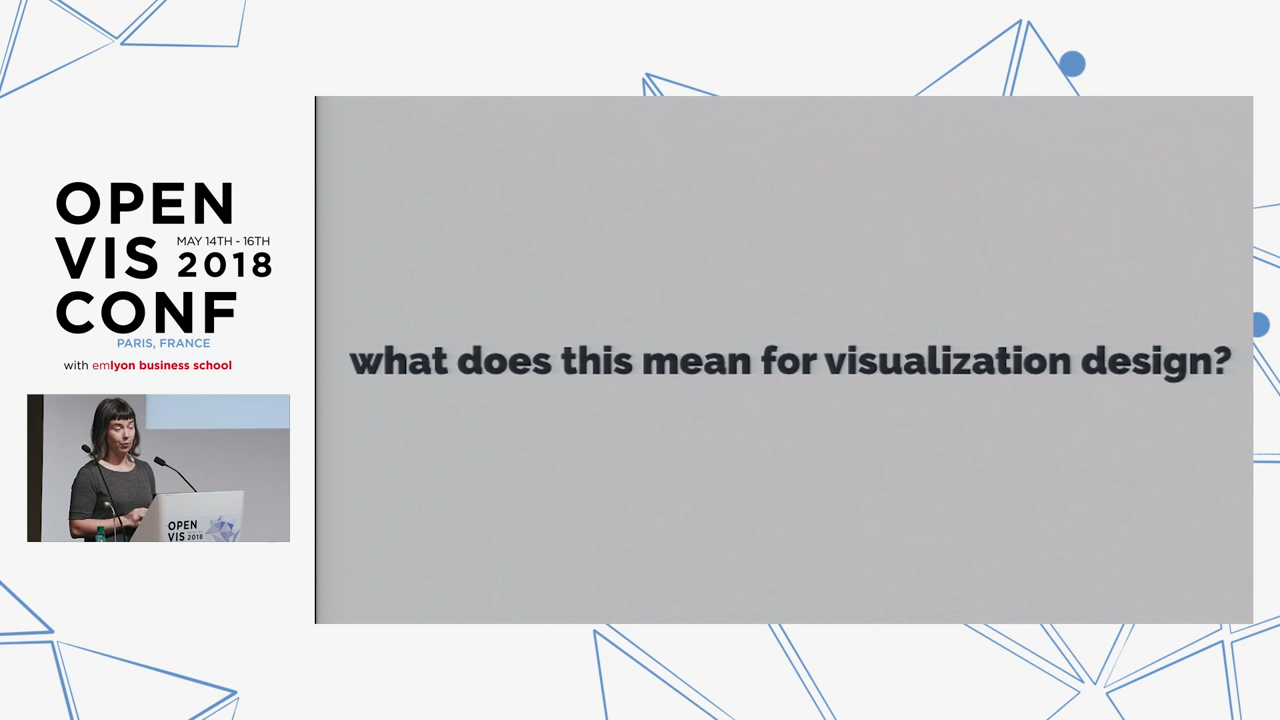 OPEN
VIS MAY 14TH - 16TH
2018
CONF
PARIS, FRANCE
with emlyon business school
what does this mean for visualization design?
OPEN
VIS 2018